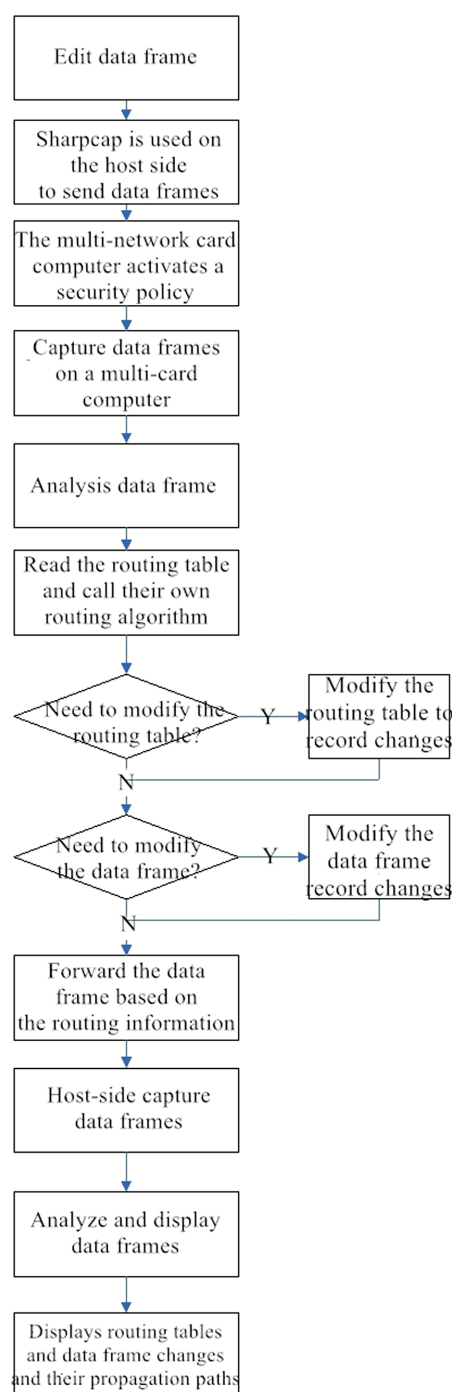 Edit data frame
Sharpcap is used on
the host side
to send data frames
The multi-network card
computer activates a
security policy
Capture data frames
on a multi-card
computer
Analysis data frame
Read the routing table
and call their own
routing algorithm
Need to modify the
routing table?
Y
Modify the
routing table to
record changes
N
Need to modify
the data frame?
Y
Modify the
data frame
record changes
N
Forward the data
frame based on
the routing information
Host-side capture
data frames
Analyze and display
data frames
Displays routing tables
and data frame changes
and their propagation paths